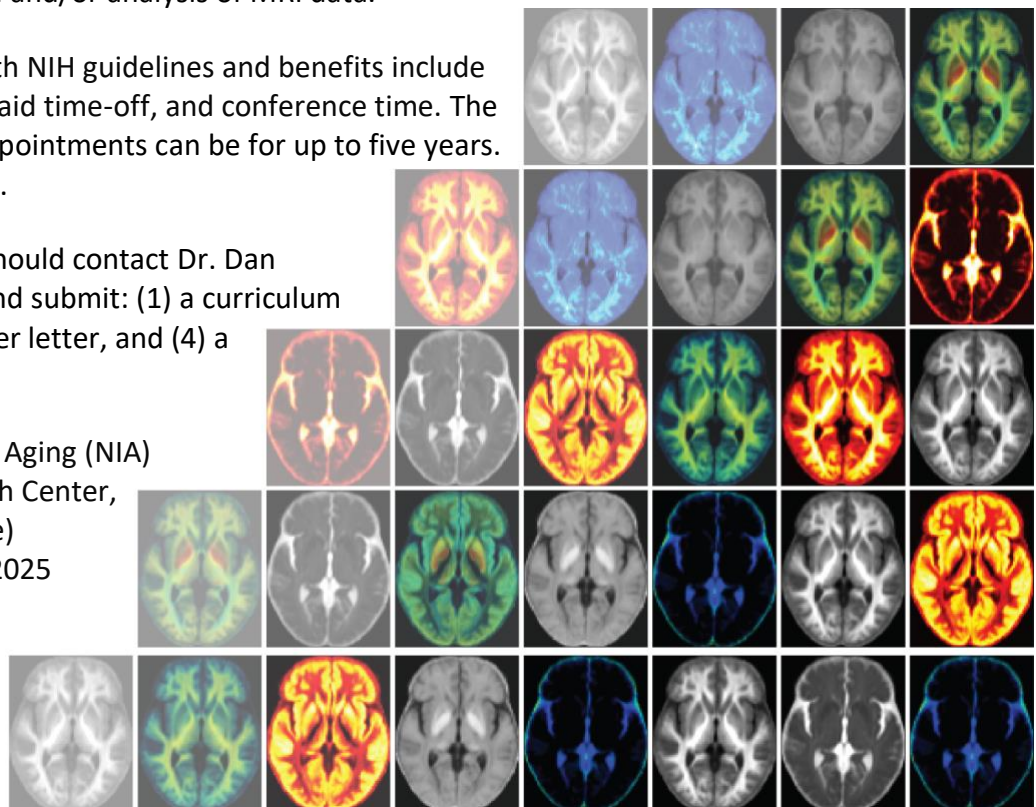 and/or analysis of MRI data.
th NIH guidelines and benefits include
aid time-off, and conference time. The
ppointments can be for up to five years.
.
hould contact Dr. Dan
nd submit: (1) a curriculum
er letter, and (4) a
Aging (NIA)
h Center,
e)
2025